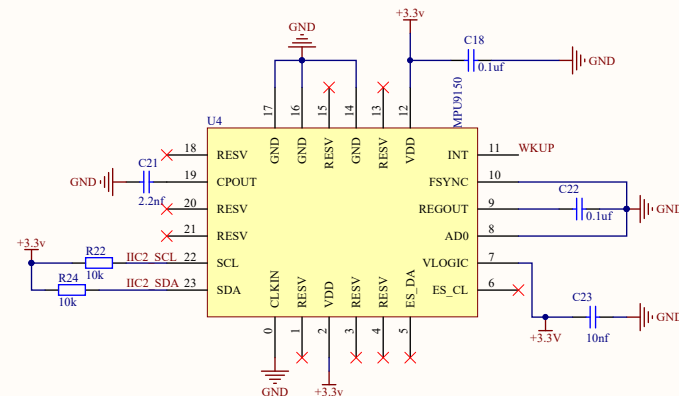 +3.3v
GND
C18
0.1uf
GND
MPU9150
U4
17
16
15
14
13
12
GND
GND
RESV
GND
RESV
VDD
18
RESV
INT
11
WKUP
C21
GND
2.2nf
19
CPOUT
FSYNC
10
C22
0.1uf
GND
20
RESV
REGOUT
9
21
RESV
AD0
8
+3.3v
R22
10k
IIC2_SCL
22
SCL
VLOGIC
7
R24
10k
IIC2_SDA
23
SDA
ES_CL
6
C23
10nf
GND
+3.3V
CLKIN
RESV
VDD
RESV
RESV
ES_DA
0
1
2
3
4
5
GND
+3.3v